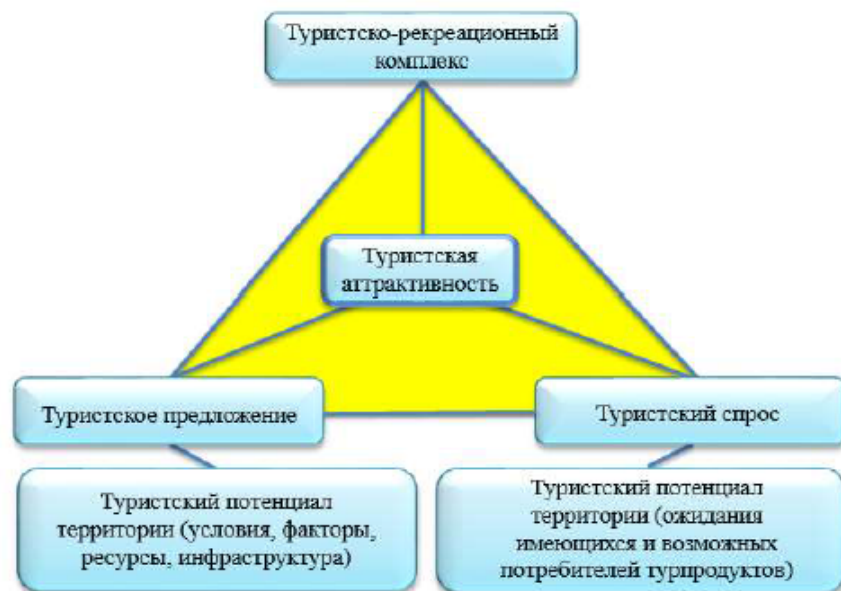 Туристско-рекреационный
комплекс
Туристская
аттрактивность
Туристское предложение
Туристский спрос
Туристский потенциал
территории (условия, факторы,
ресурсы, инфраструктура)
Туристский потенциал
территории (ожидания
имеющихся и возможных
потребителей турпродуктов)